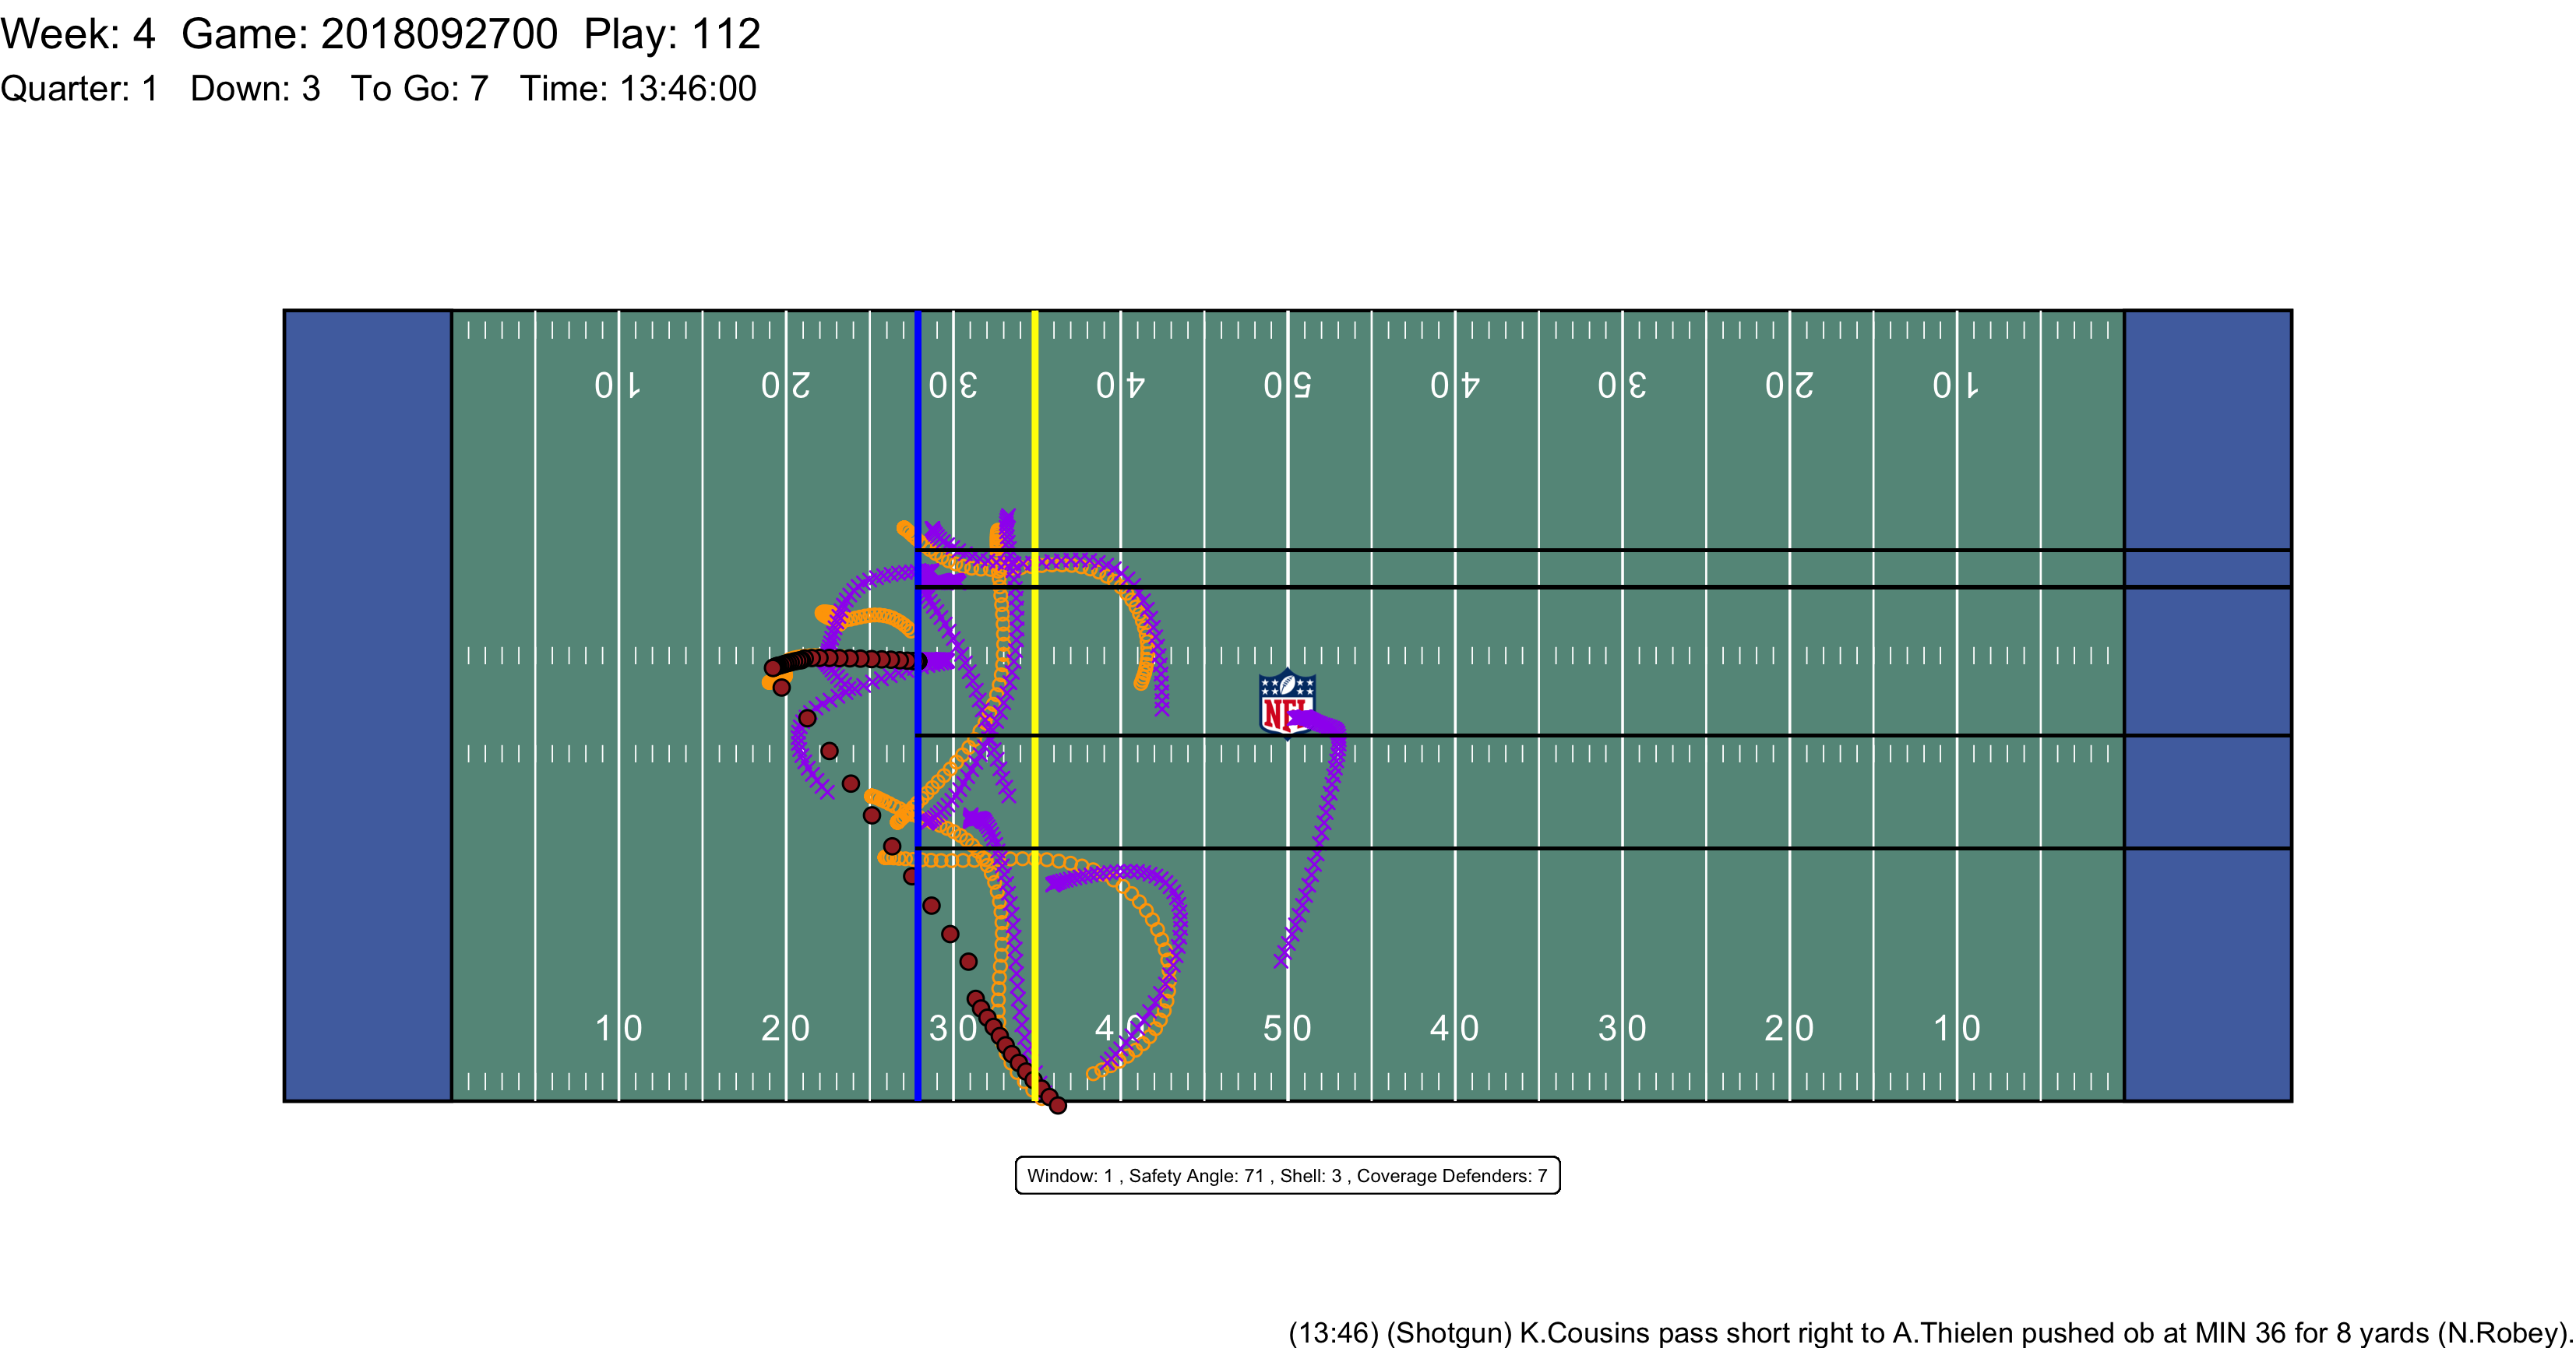 Week: 4 Game: 2018092700 Play: 112
Quarter: 1 Down: 3 To Go: 7 Time: 13:46:00
10 20 30 40 50 40 30 20 10
NFL
10 20 30 40 50 40 30 20 10
Window: 1 , Safety Angle: 71 , Shell: 3 , Coverage Defenders: 7
(13:46) (Shotgun) K.Cousins pass short right to A.Thielen pushed ob at MIN 36 for 8 yards (N.Robey).